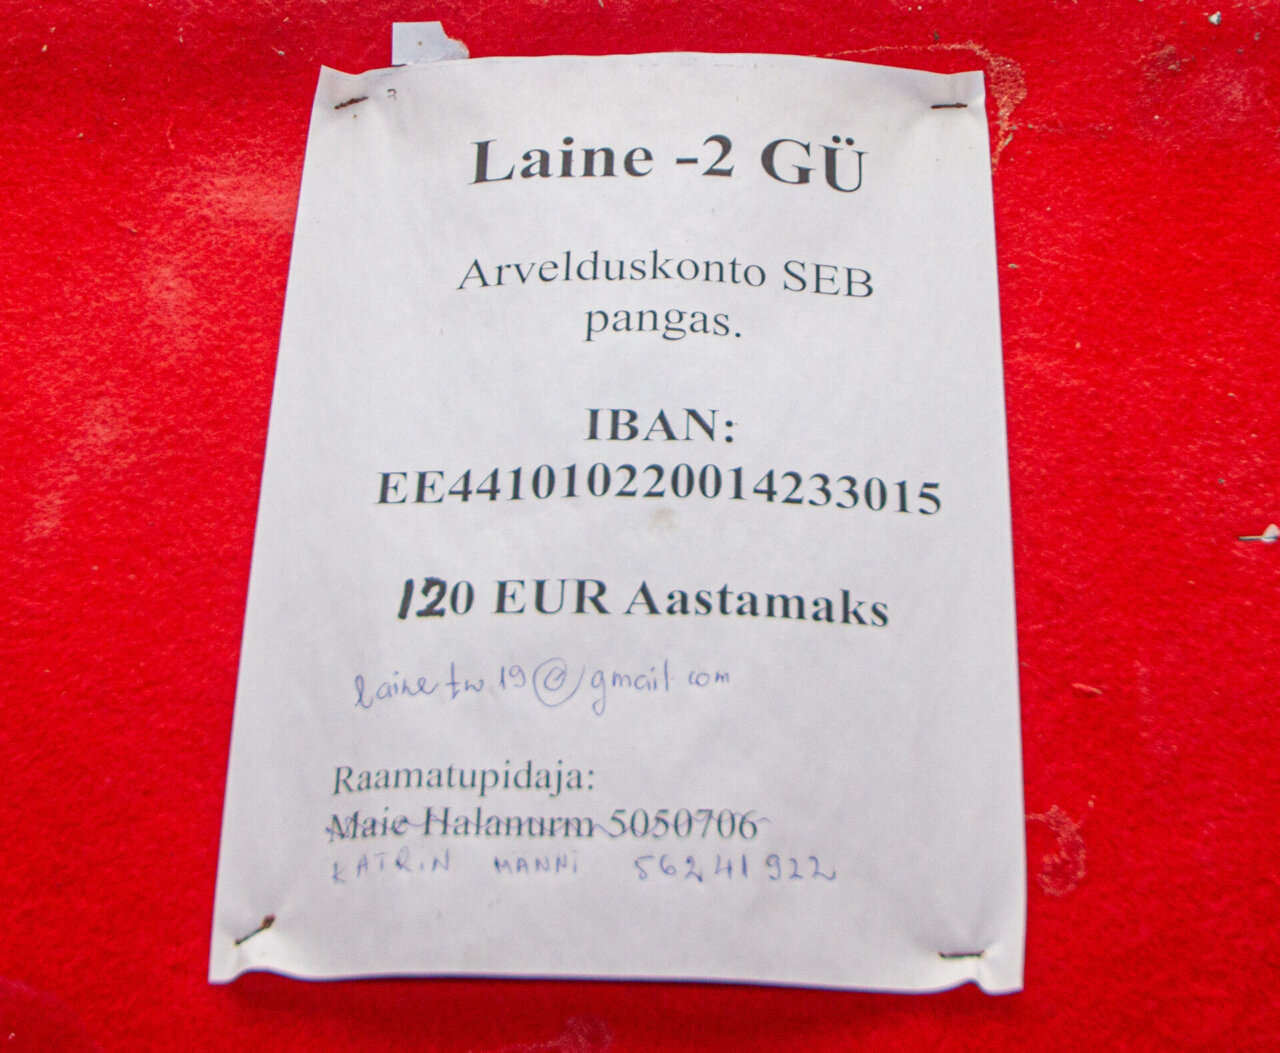 Laine -2 GÜ
Arvelduskonto SEB
pangas.
IBAN:
EE441010220014233015
120 EUR Aastamaks
lainetw19@gmail.com
Raamatupidaja:
Maie Halanurm 5050706
KATRIN MANNI 56241922